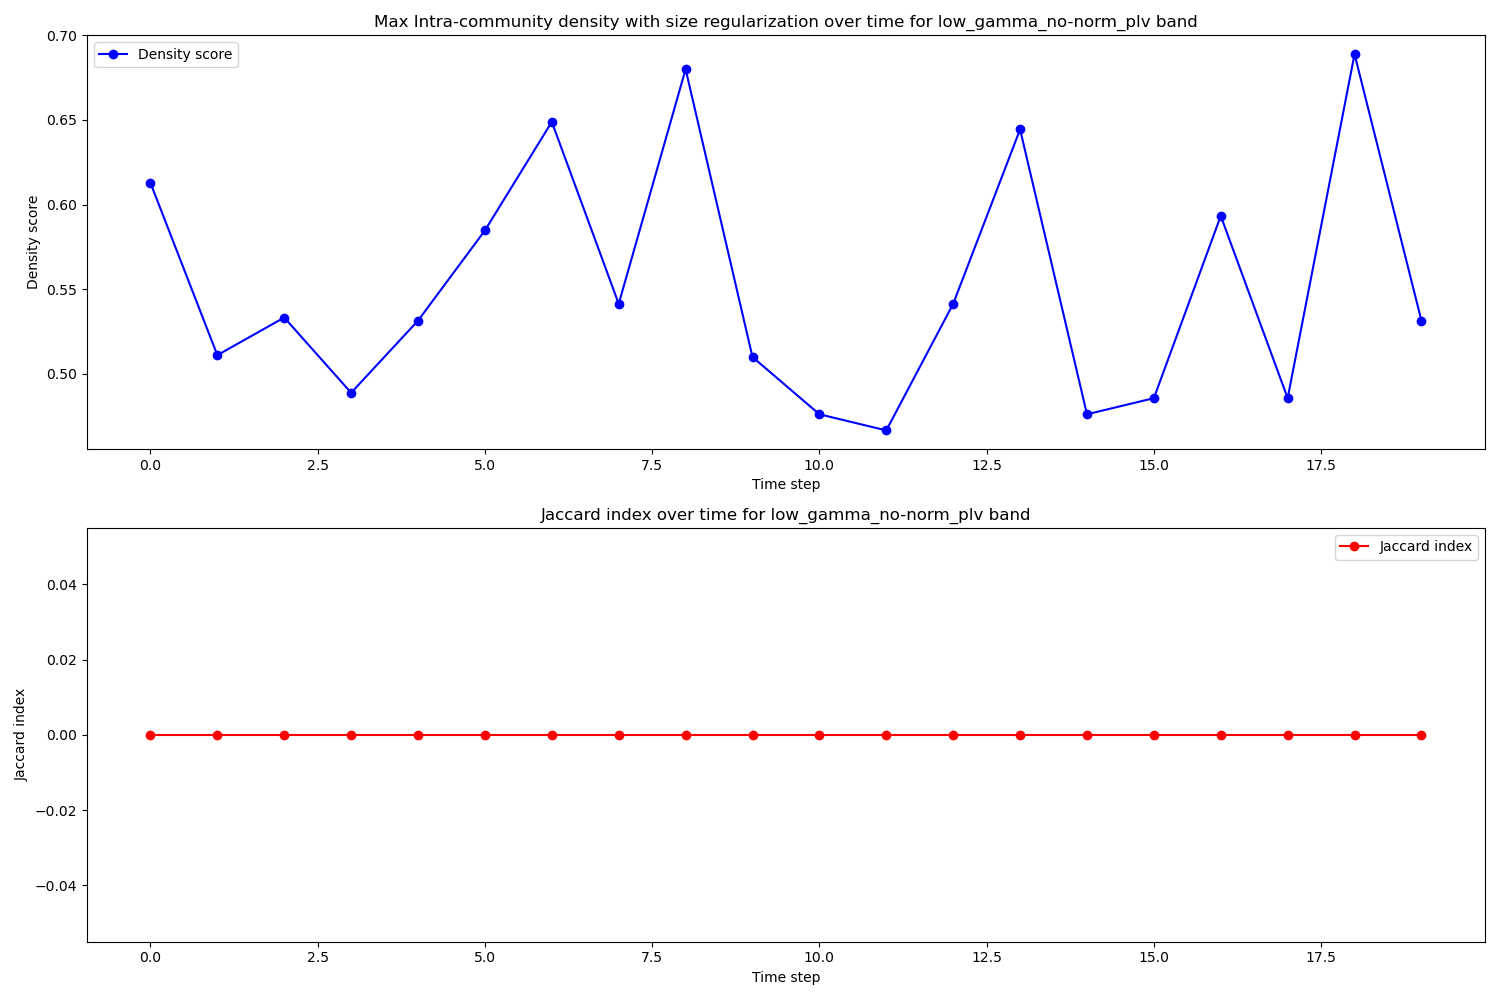 Max Intra-community density with size regularization over time for low_gamma_no-norm_plv band
Density score
Density score
0.70
0.65
0.60
0.55
0.50
0.0 2.5 5.0 7.5 10.0 12.5 15.0 17.5
Time step
Jaccard index over time for low_gamma_no-norm_plv band
Jaccard index
Jaccard index
0.04
0.02
0.00
−0.02
−0.04
0.0 2.5 5.0 7.5 10.0 12.5 15.0 17.5
Time step